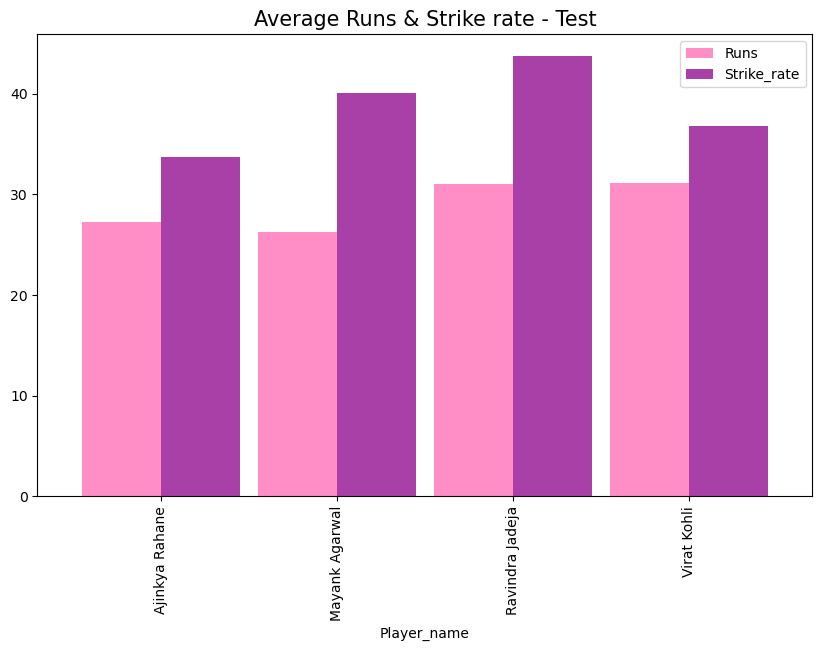 Average Runs & Strike rate - Test
Runs
Strike_rate
40
30
20
10
0
Ajinkya Rahane
Mayank Agarwal
Ravindra Jadeja
Virat Kohli
Player_name